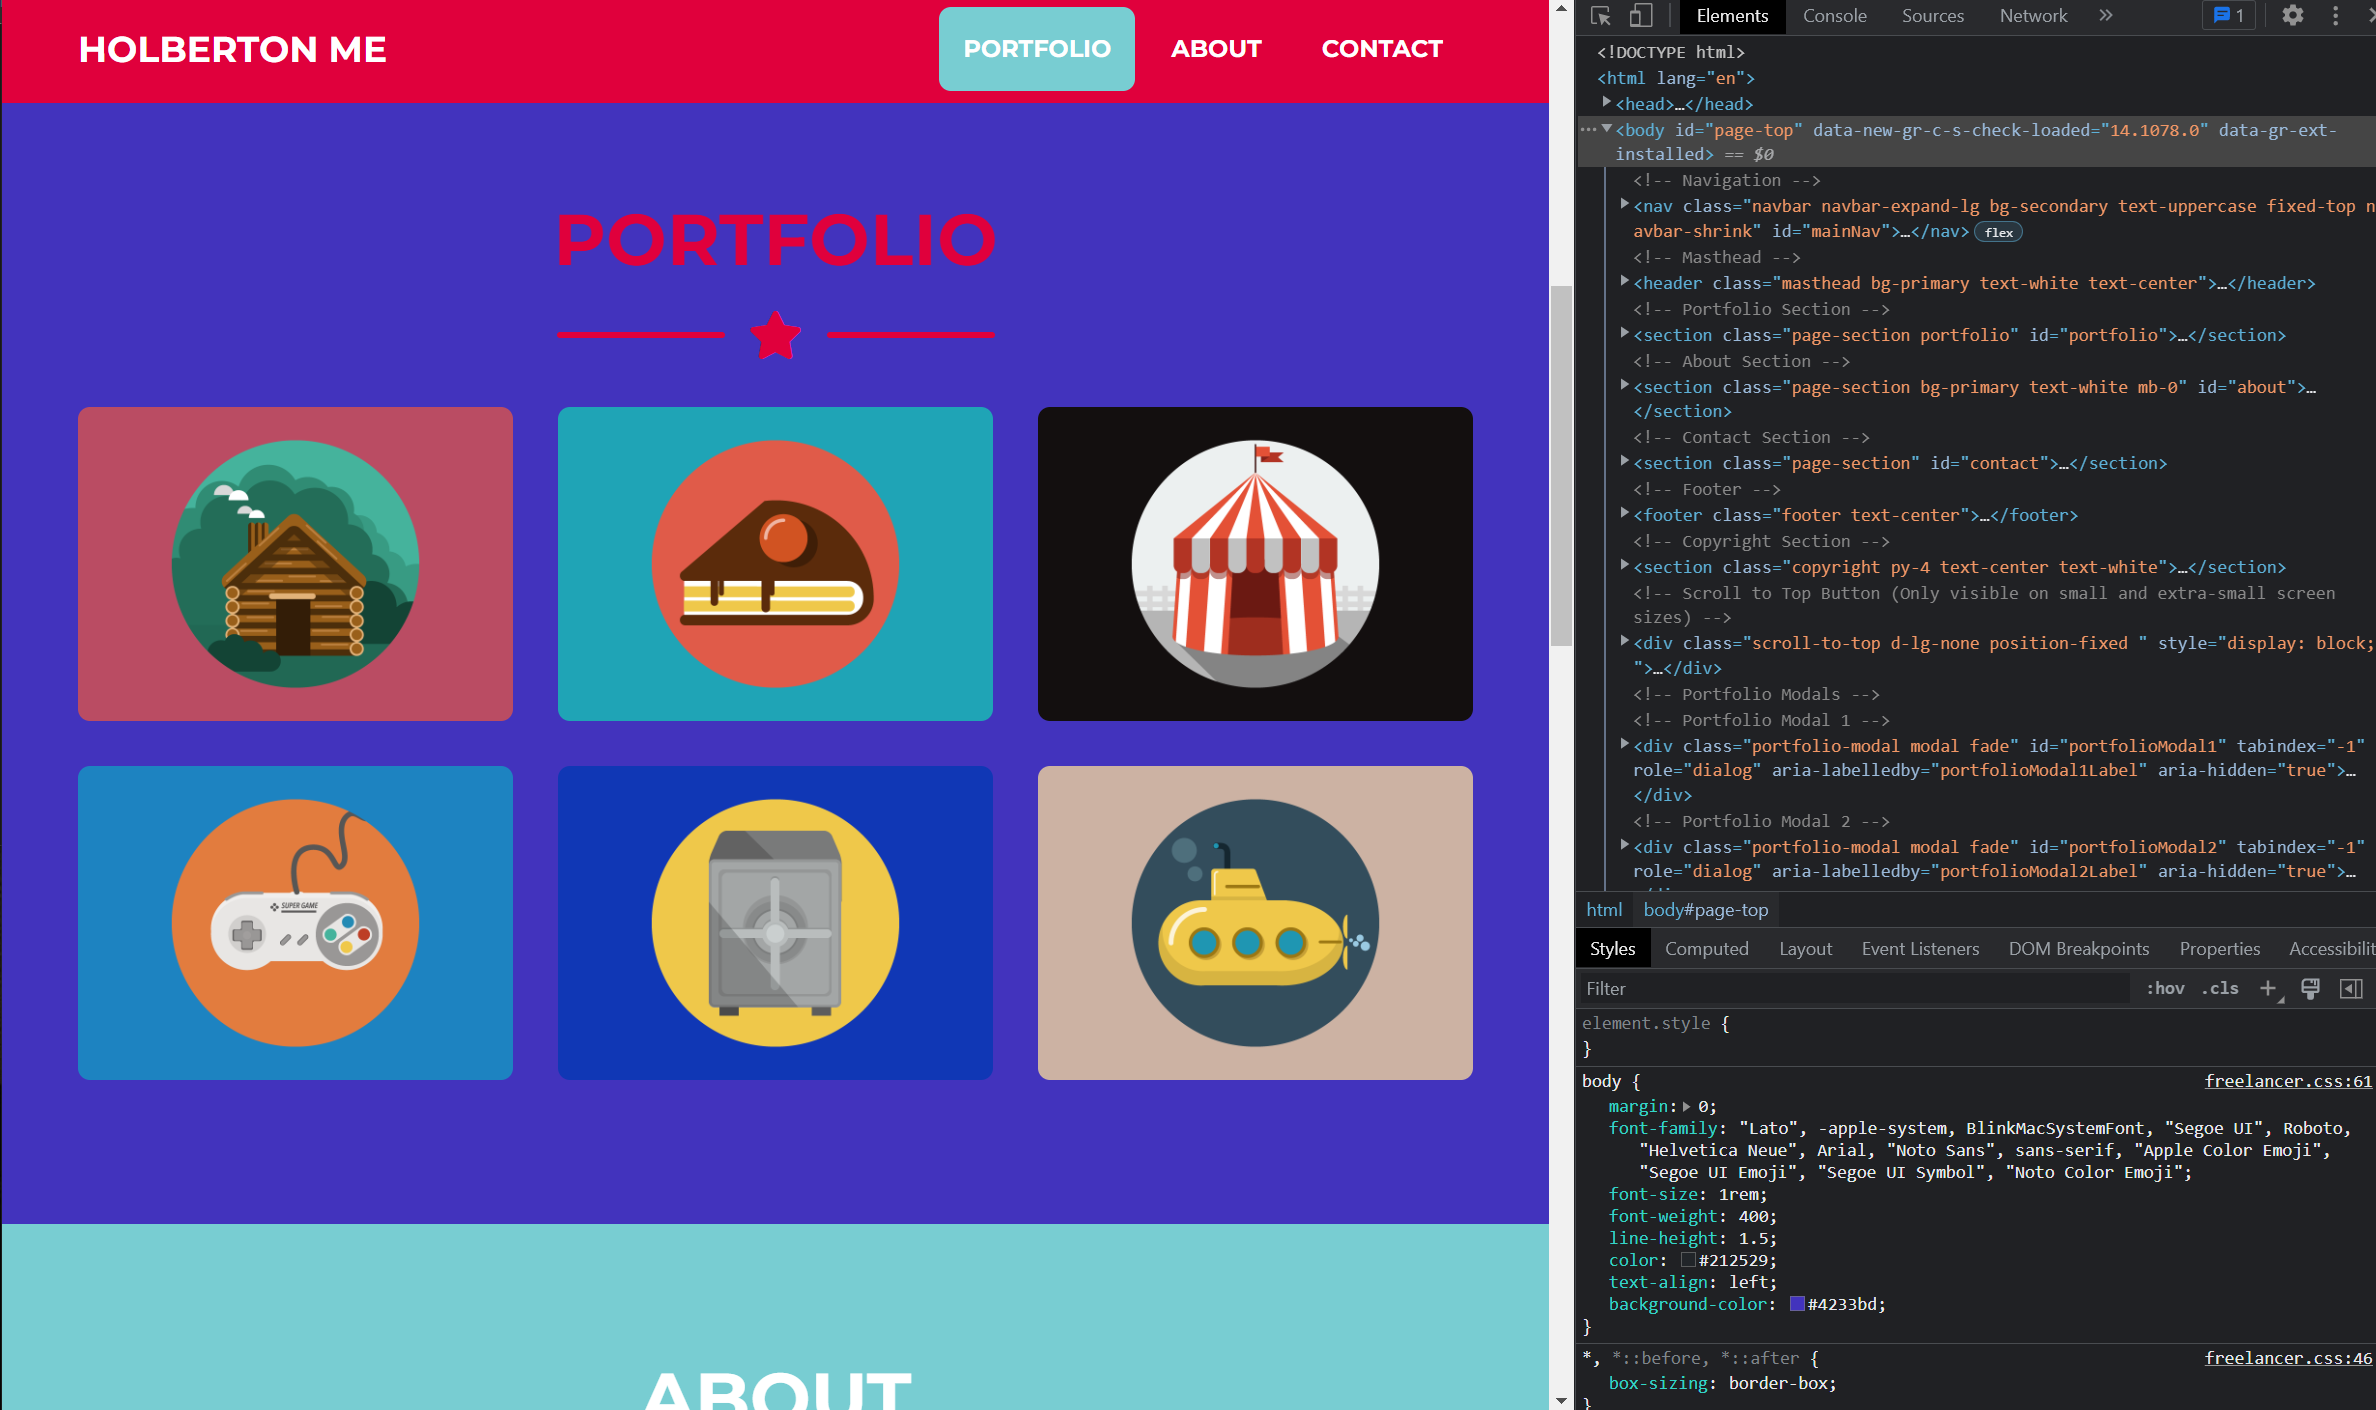 HOLBERTON ME
PORTFOLIO
ABOUT
CONTACT
PORTFOLIO
SUPER GAME
ABOUT
Elements
Console
Sources
Network
1
<!DOCTYPE html>
<html lang="en">
<head>…</head>
<body id="page-top" data-new-gr-c-s-check-loaded="14.1078.0" data-gr-ext-
installed> == $0
<!-- Navigation -->
<nav class="navbar navbar-expand-lg bg-secondary text-uppercase fixed-top n
avbar-shrink" id="mainNav">…</nav> flex
<!-- Masthead -->
<header class="masthead bg-primary text-white text-center">…</header>
<!-- Portfolio Section -->
<section class="page-section portfolio" id="portfolio">…</section>
<!-- About Section -->
<section class="page-section bg-primary text-white mb-0" id="about">…
</section>
<!-- Contact Section -->
<section class="page-section" id="contact">…</section>
<!-- Footer -->
<footer class="footer text-center">…</footer>
<!-- Copyright Section -->
<section class="copyright py-4 text-center text-white">…</section>
<!-- Scroll to Top Button (Only visible on small and extra-small screen
sizes) -->
<div class="scroll-to-top d-lg-none position-fixed " style="display: block;
">…</div>
<!-- Portfolio Modals -->
<!-- Portfolio Modal 1 -->
<div class="portfolio-modal modal fade" id="portfolioModal1" tabindex="-1"
role="dialog" aria-labelledby="portfolioModal1Label" aria-hidden="true">…
</div>
<!-- Portfolio Modal 2 -->
<div class="portfolio-modal modal fade" id="portfolioModal2" tabindex="-1"
role="dialog" aria-labelledby="portfolioModal2Label" aria-hidden="true">…
html
body#page-top
Styles
Computed
Layout
Event Listeners
DOM Breakpoints
Properties
Accessibilit
Filter
:hov
.cls
element.style {
}
body {
freelancer.css:61
margin: 0;
font-family: "Lato", -apple-system, BlinkMacSystemFont, "Segoe UI", Roboto,
"Helvetica Neue", Arial, "Noto Sans", sans-serif, "Apple Color Emoji",
"Segoe UI Emoji", "Segoe UI Symbol", "Noto Color Emoji";
font-size: 1rem;
font-weight: 400;
line-height: 1.5;
color: #212529;
text-align: left;
background-color: #4233bd;
}
*, *::before, *::after {
freelancer.css:46
box-sizing: border-box;
}